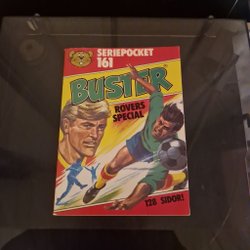 SERIEPOCKET
161
BUSTER
ROVERS
SPECIAL
128 SIDOR!